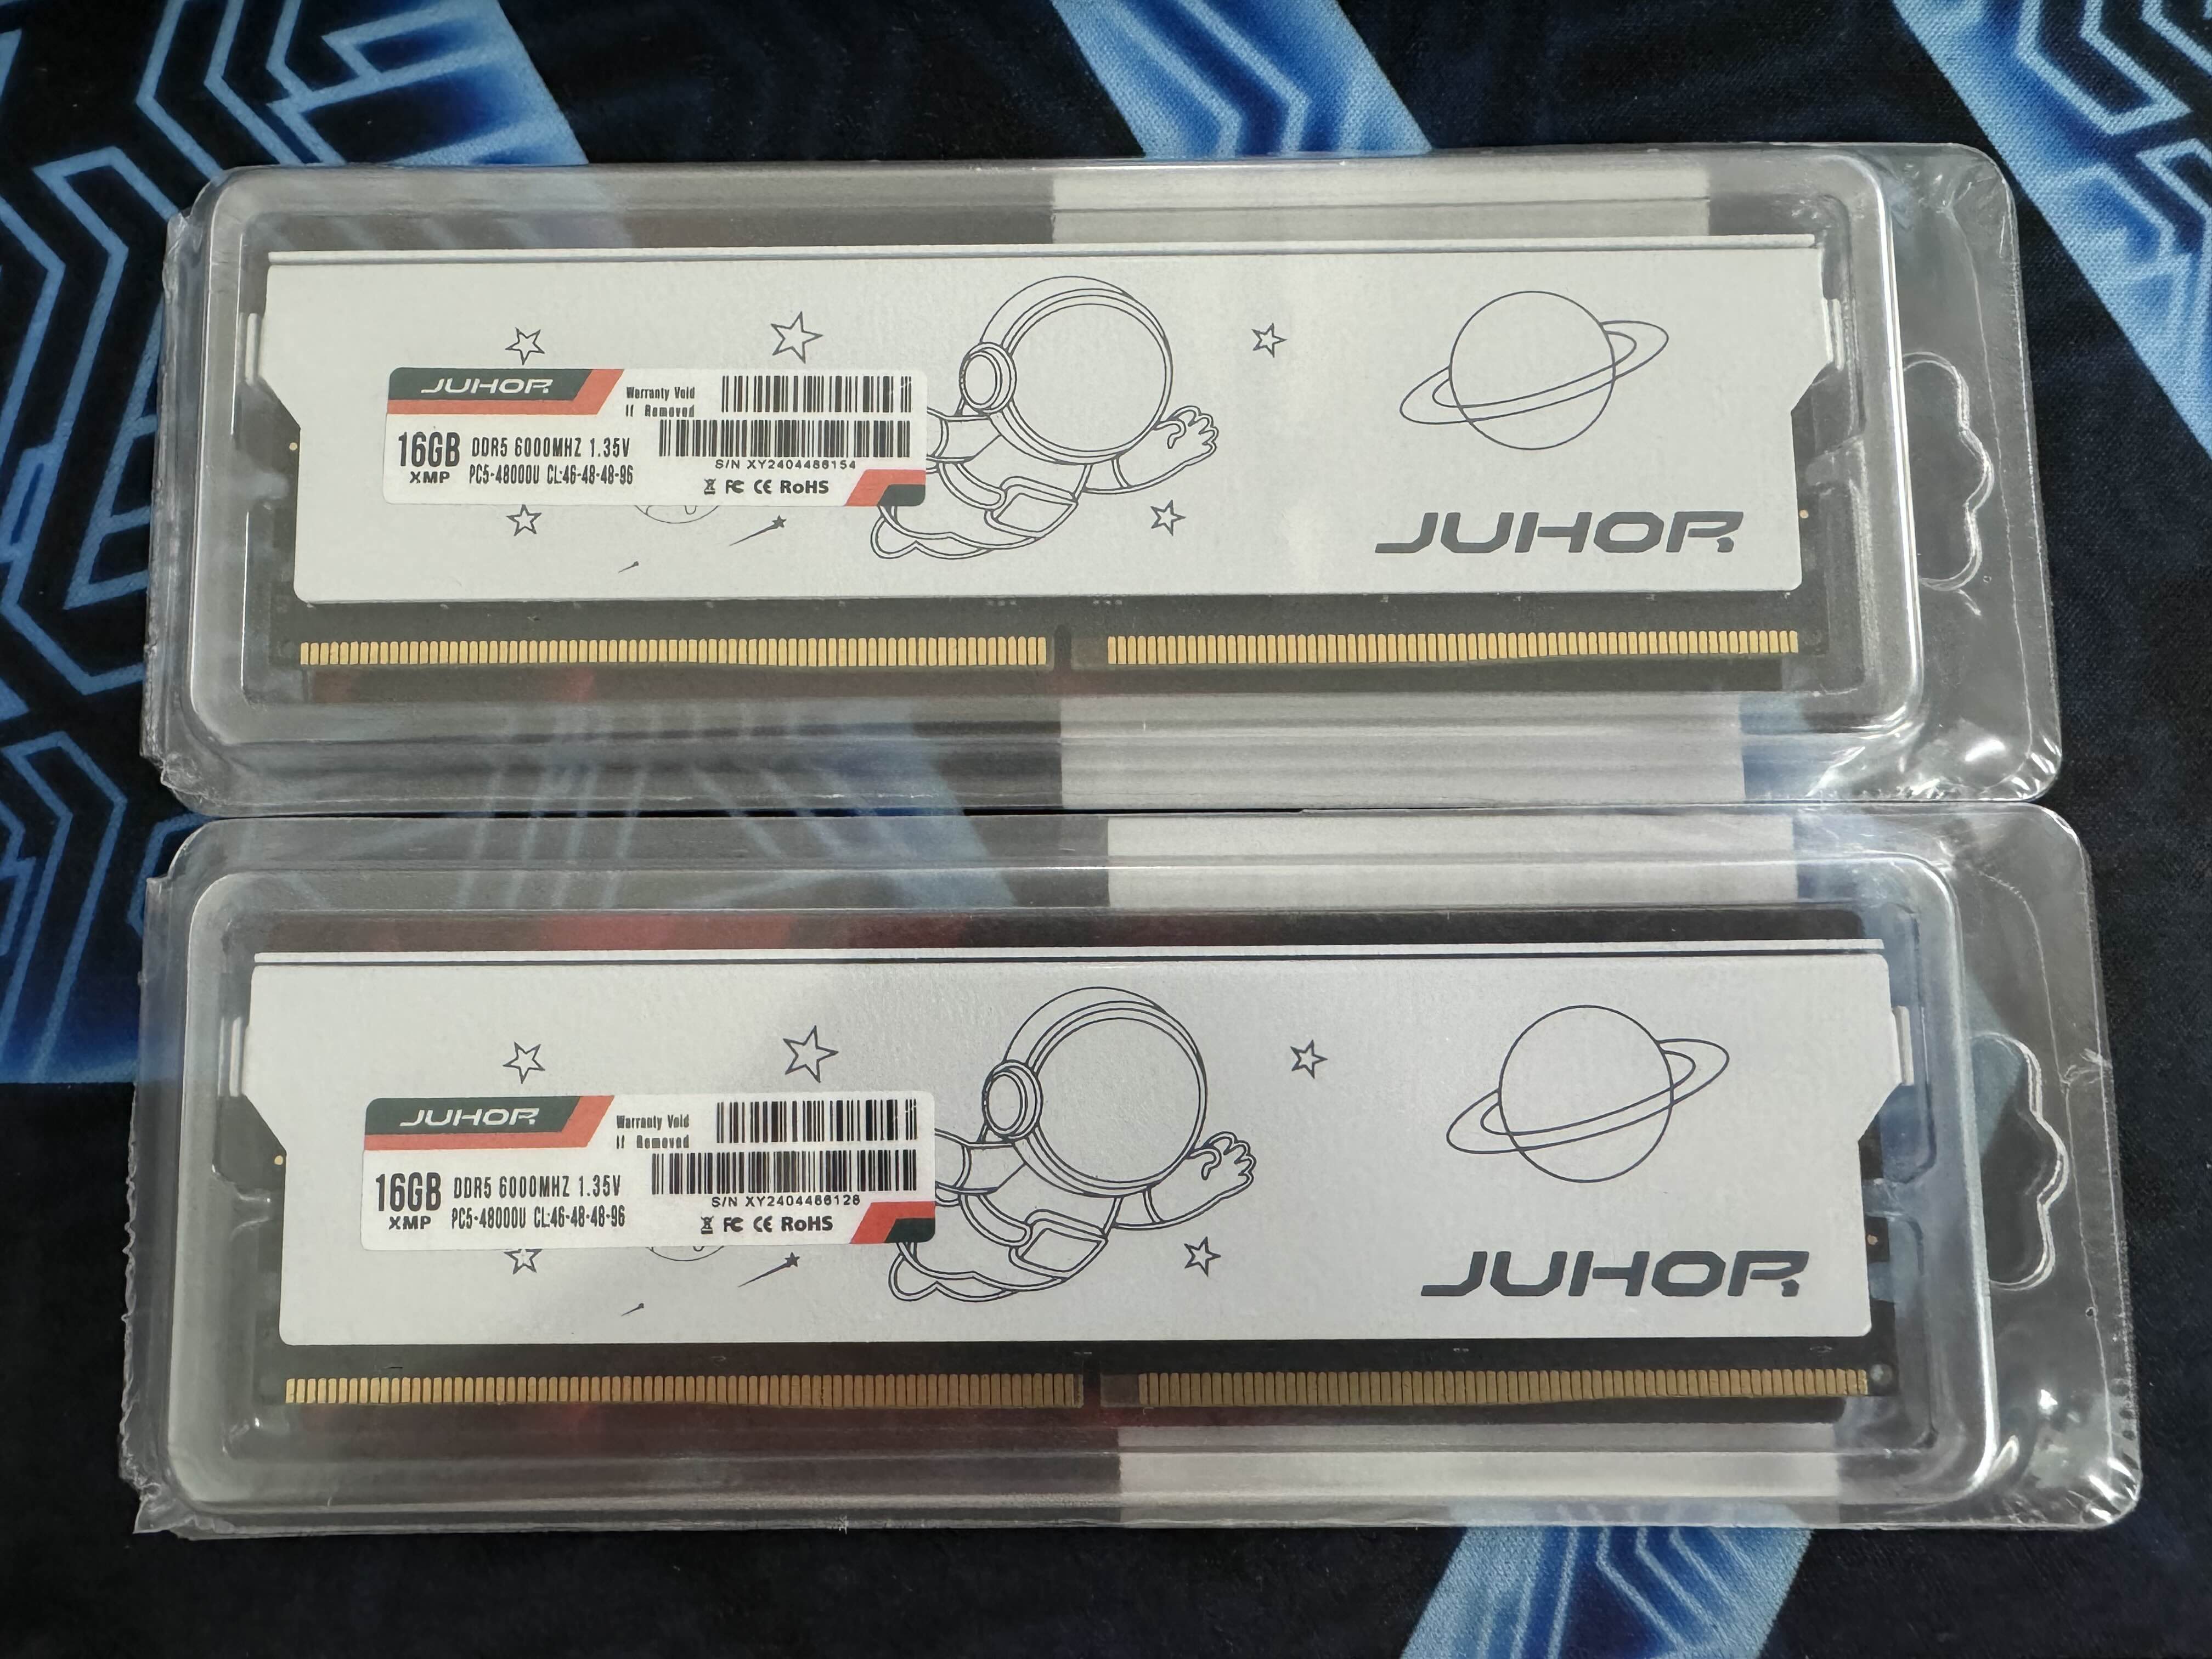 JUHOR
Warranty Void
If Removed
16GB
XMP
DDR5 6000MHZ 1.35V
PC5-48000U CL:46-48-48-96
S/N XY2404486154
FC CE RoHS
JUHOR
JUHOR
Warranty Void
If Removed
16GB
XMP
DDR5 6000MHZ 1.35V
PC5-48000U CL:46-48-48-96
S/N XY2404486128
FC CE RoHS
JUHOR